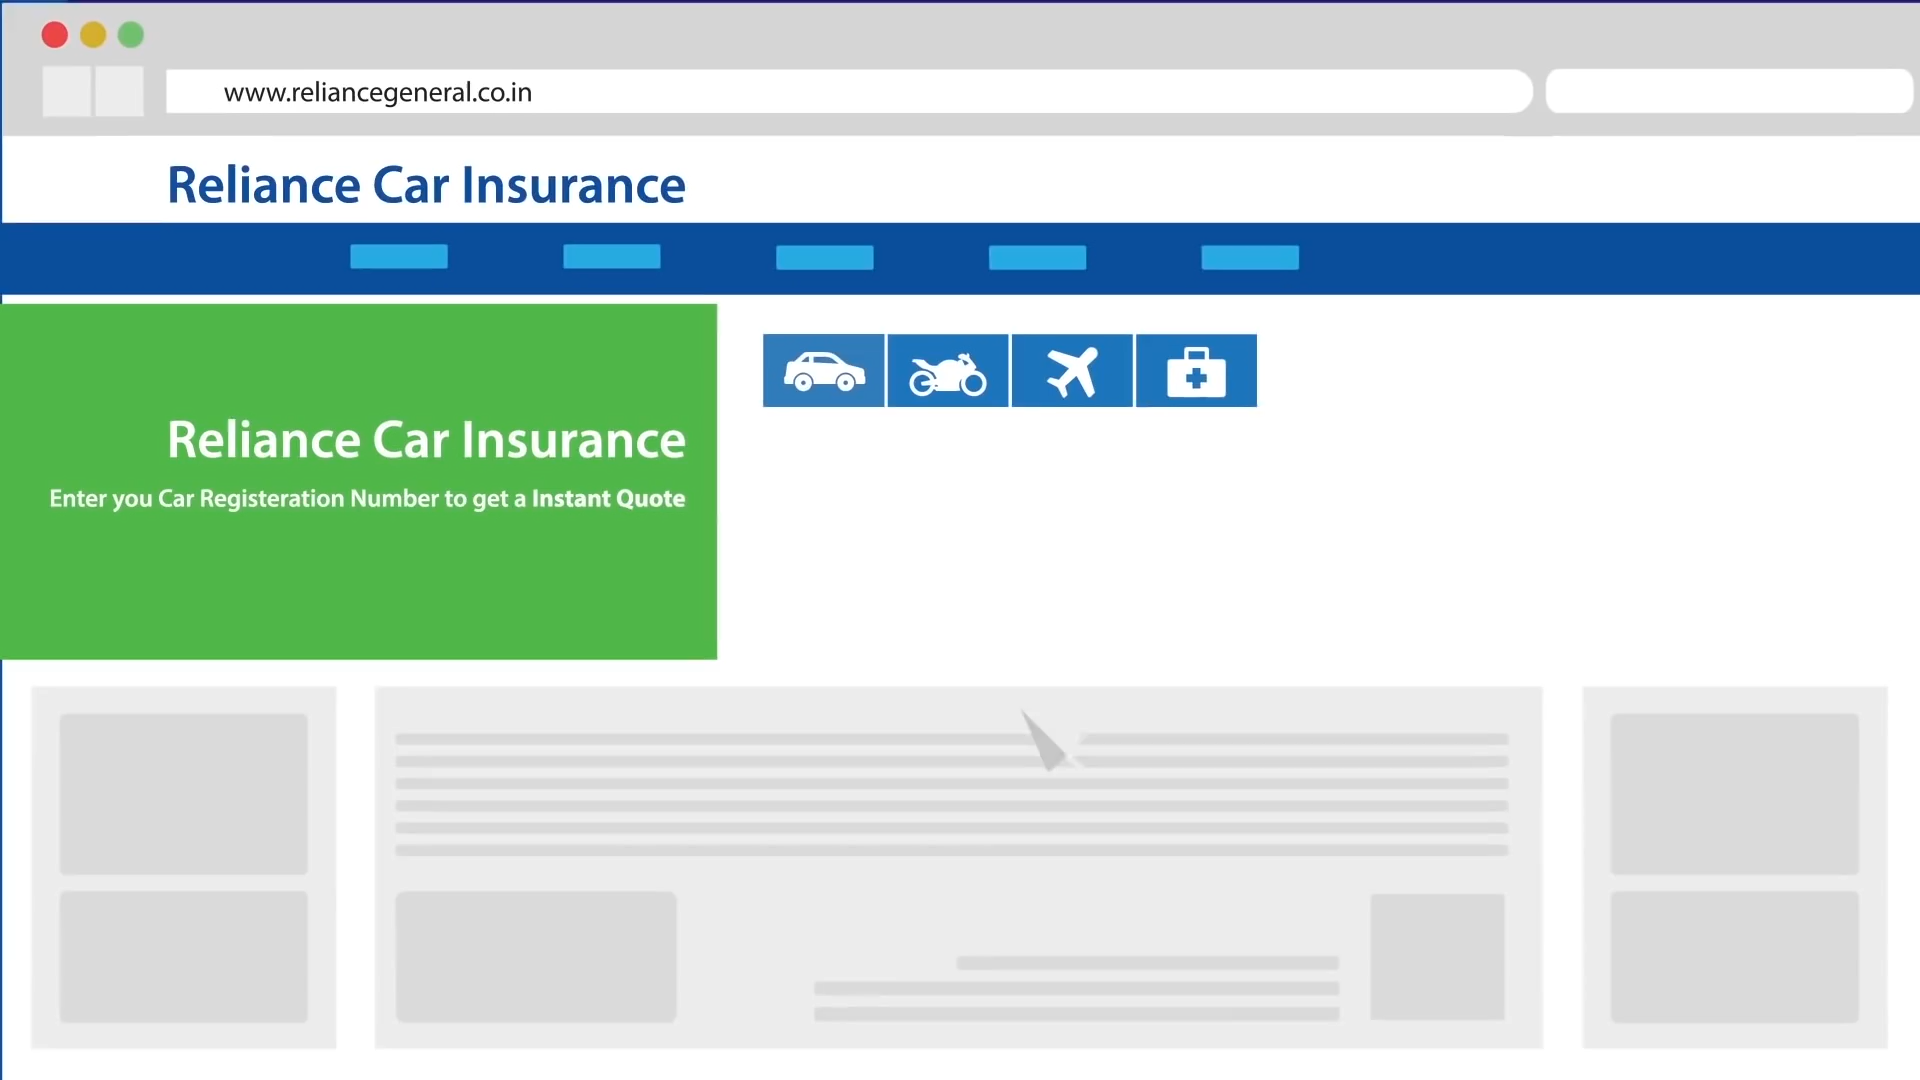 www.reliancegeneral.co.in
Reliance Car Insurance
Reliance Car Insurance
Enter you Car Registeration Number to get a Instant Quote